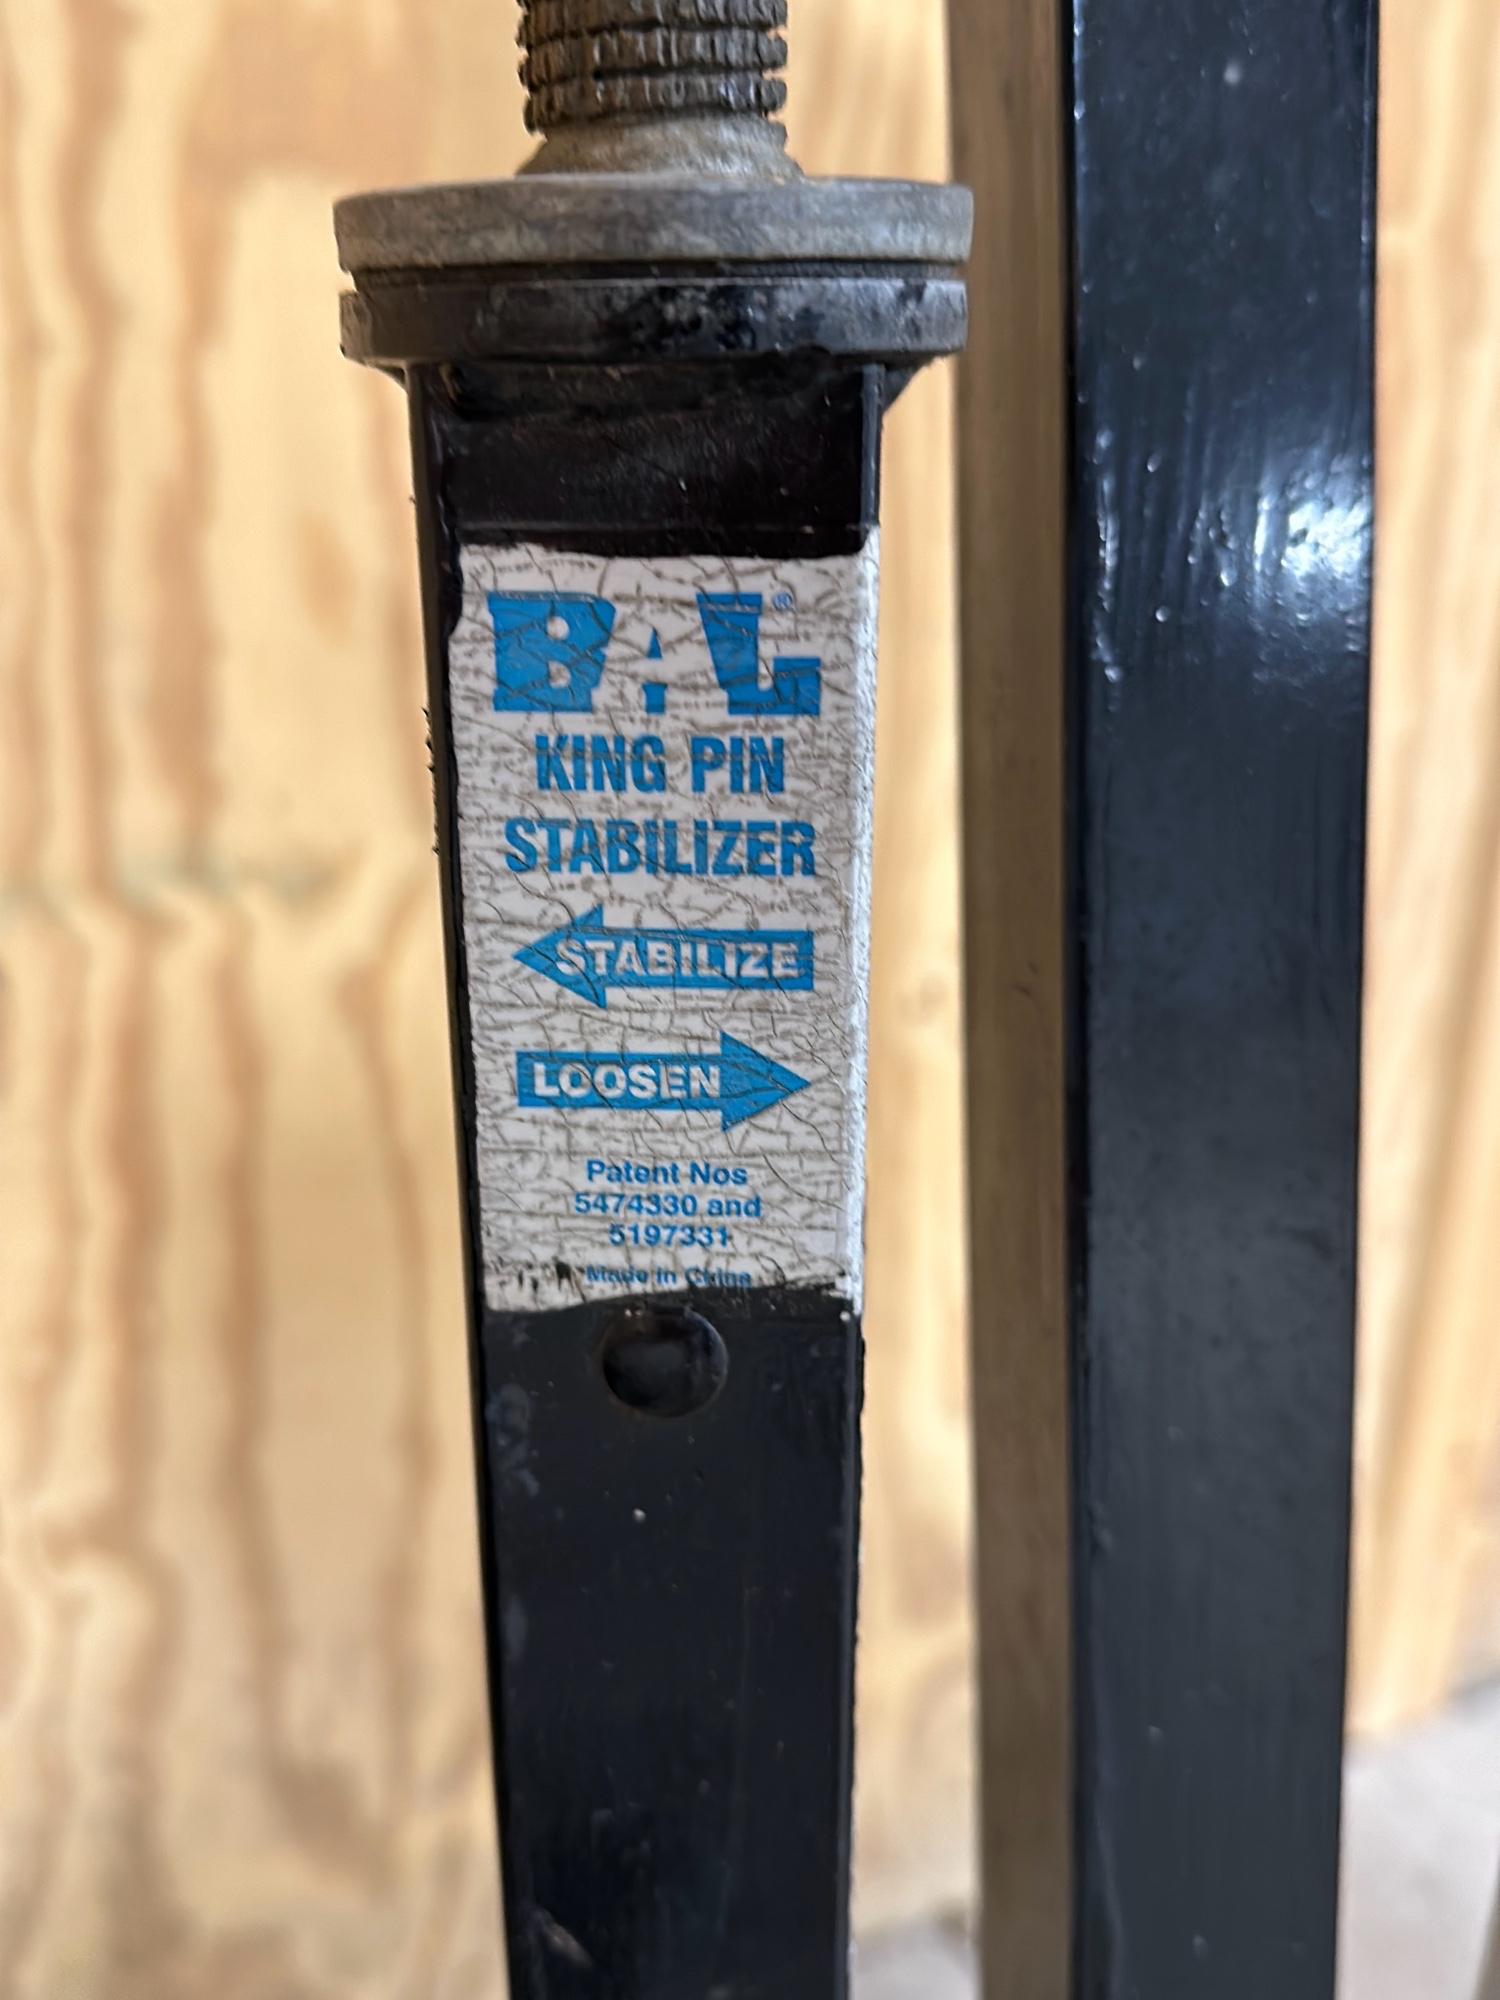 BAL®
KING PIN
STABILIZER
STABILIZE
LOOSEN
Patent Nos
5474330 and
5197331
Made in China